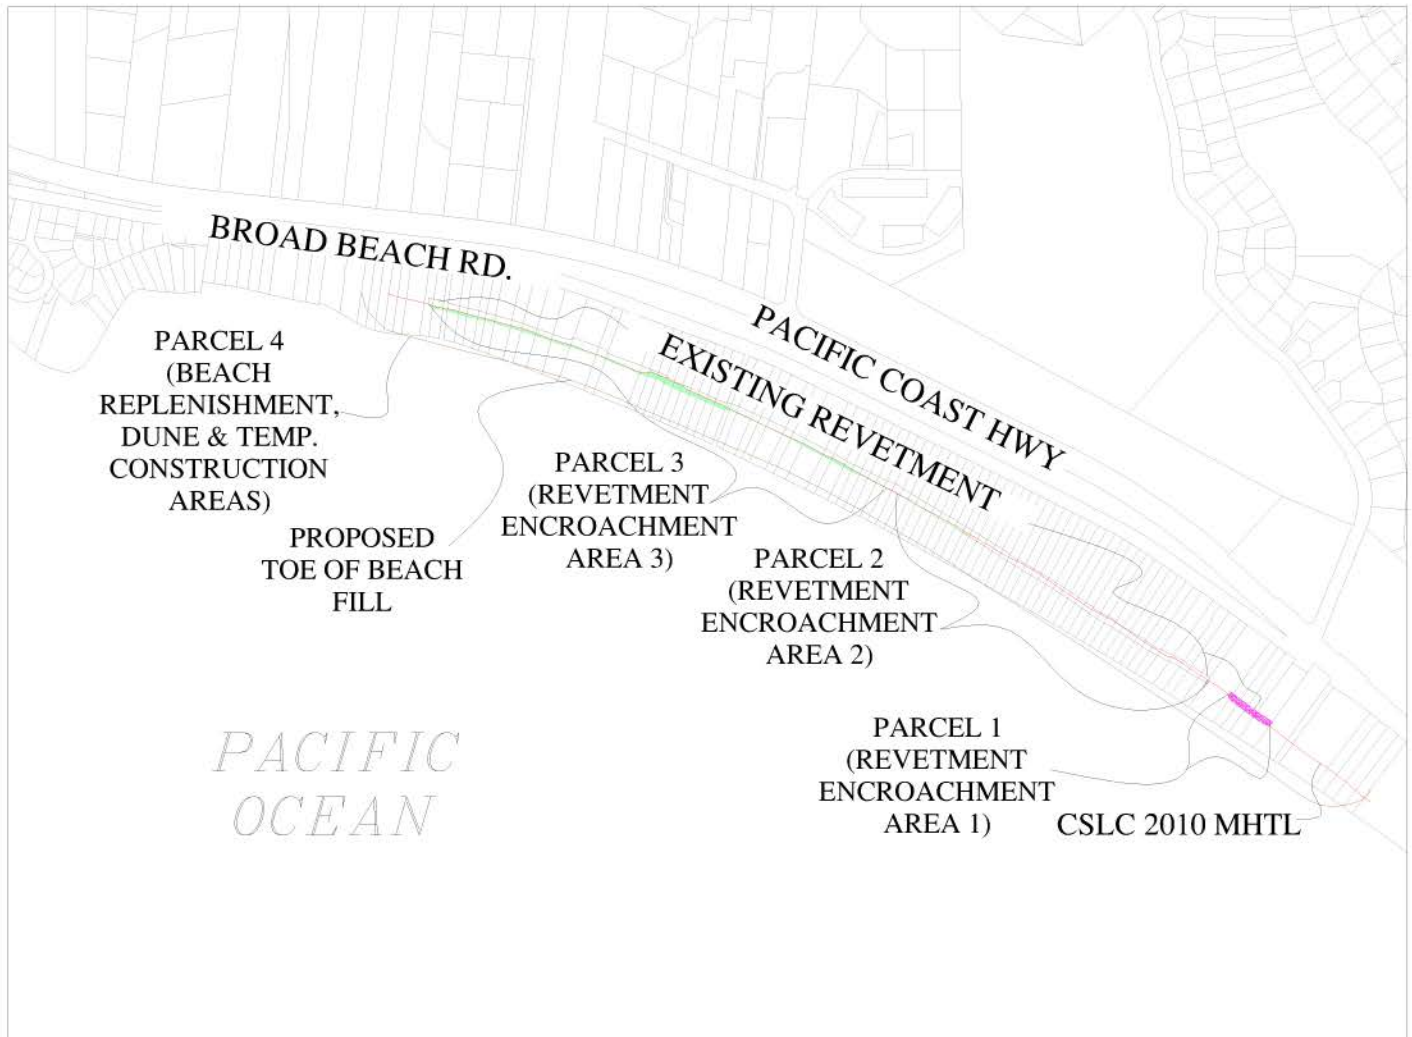 BROAD BEACH RD.
PACIFIC COAST HWY
EXISTING REVETMENT
PARCEL 4
(BEACH
REPLENISHMENT,
DUNE & TEMP.
CONSTRUCTION
AREAS)
PROPOSED
TOE OF BEACH
FILL
PARCEL 3
(REVETMENT
ENCROACHMENT
AREA 3)
PARCEL 2
(REVETMENT
ENCROACHMENT
AREA 2)
PARCEL 1
(REVETMENT
ENCROACHMENT
AREA 1)
CSLC 2010 MHTL
PACIFIC
OCEAN